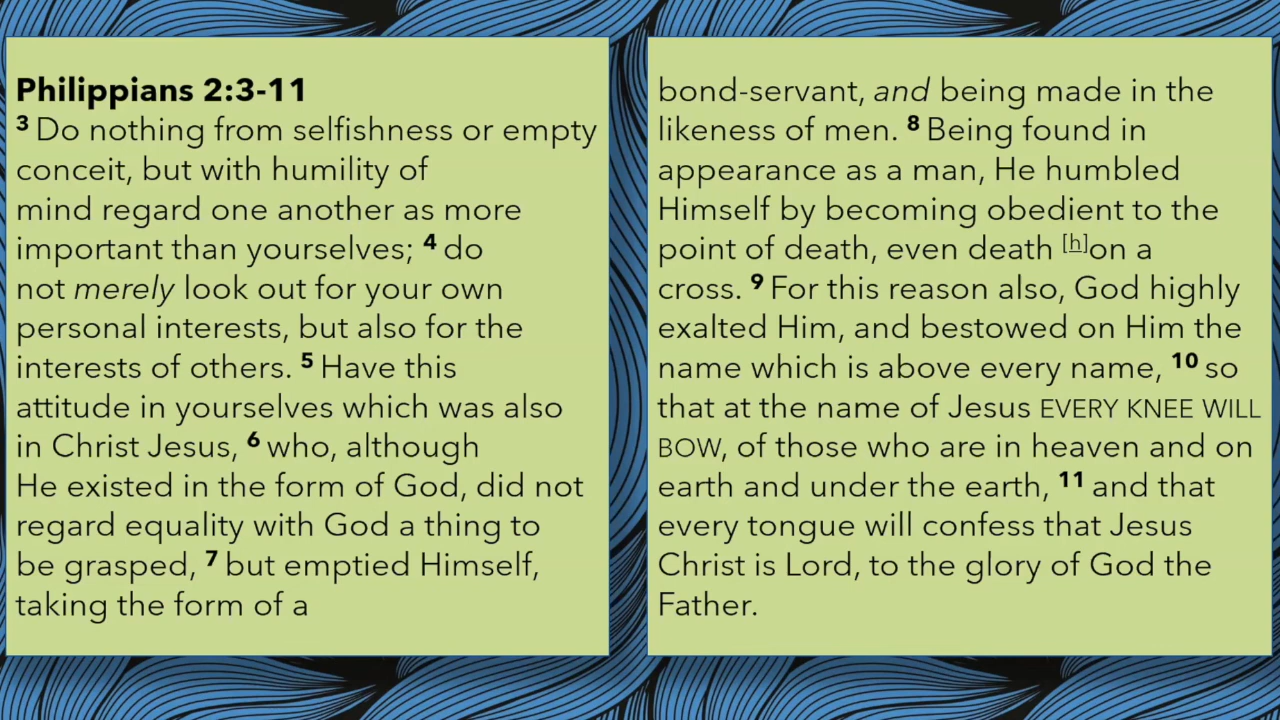 Philippians 2:3-11
3 Do nothing from selfishness or empty
conceit, but with humility of
mind regard one another as more
important than yourselves; 4 do
not merely look out for your own
personal interests, but also for the
interests of others. 5 Have this
attitude in yourselves which was also
in Christ Jesus, 6 who, although
He existed in the form of God, did not
regard equality with God a thing to
be grasped, 7 but emptied Himself,
taking the form of a
bond-servant, and being made in the
likeness of men. 8 Being found in
appearance as a man, He humbled
Himself by becoming obedient to the
point of death, even death [h]on a
cross. 9 For this reason also, God highly
exalted Him, and bestowed on Him the
name which is above every name, 10 so
that at the name of Jesus EVERY KNEE WILL
BOW, of those who are in heaven and on
earth and under the earth, 11 and that
every tongue will confess that Jesus
Christ is Lord, to the glory of God the
Father.